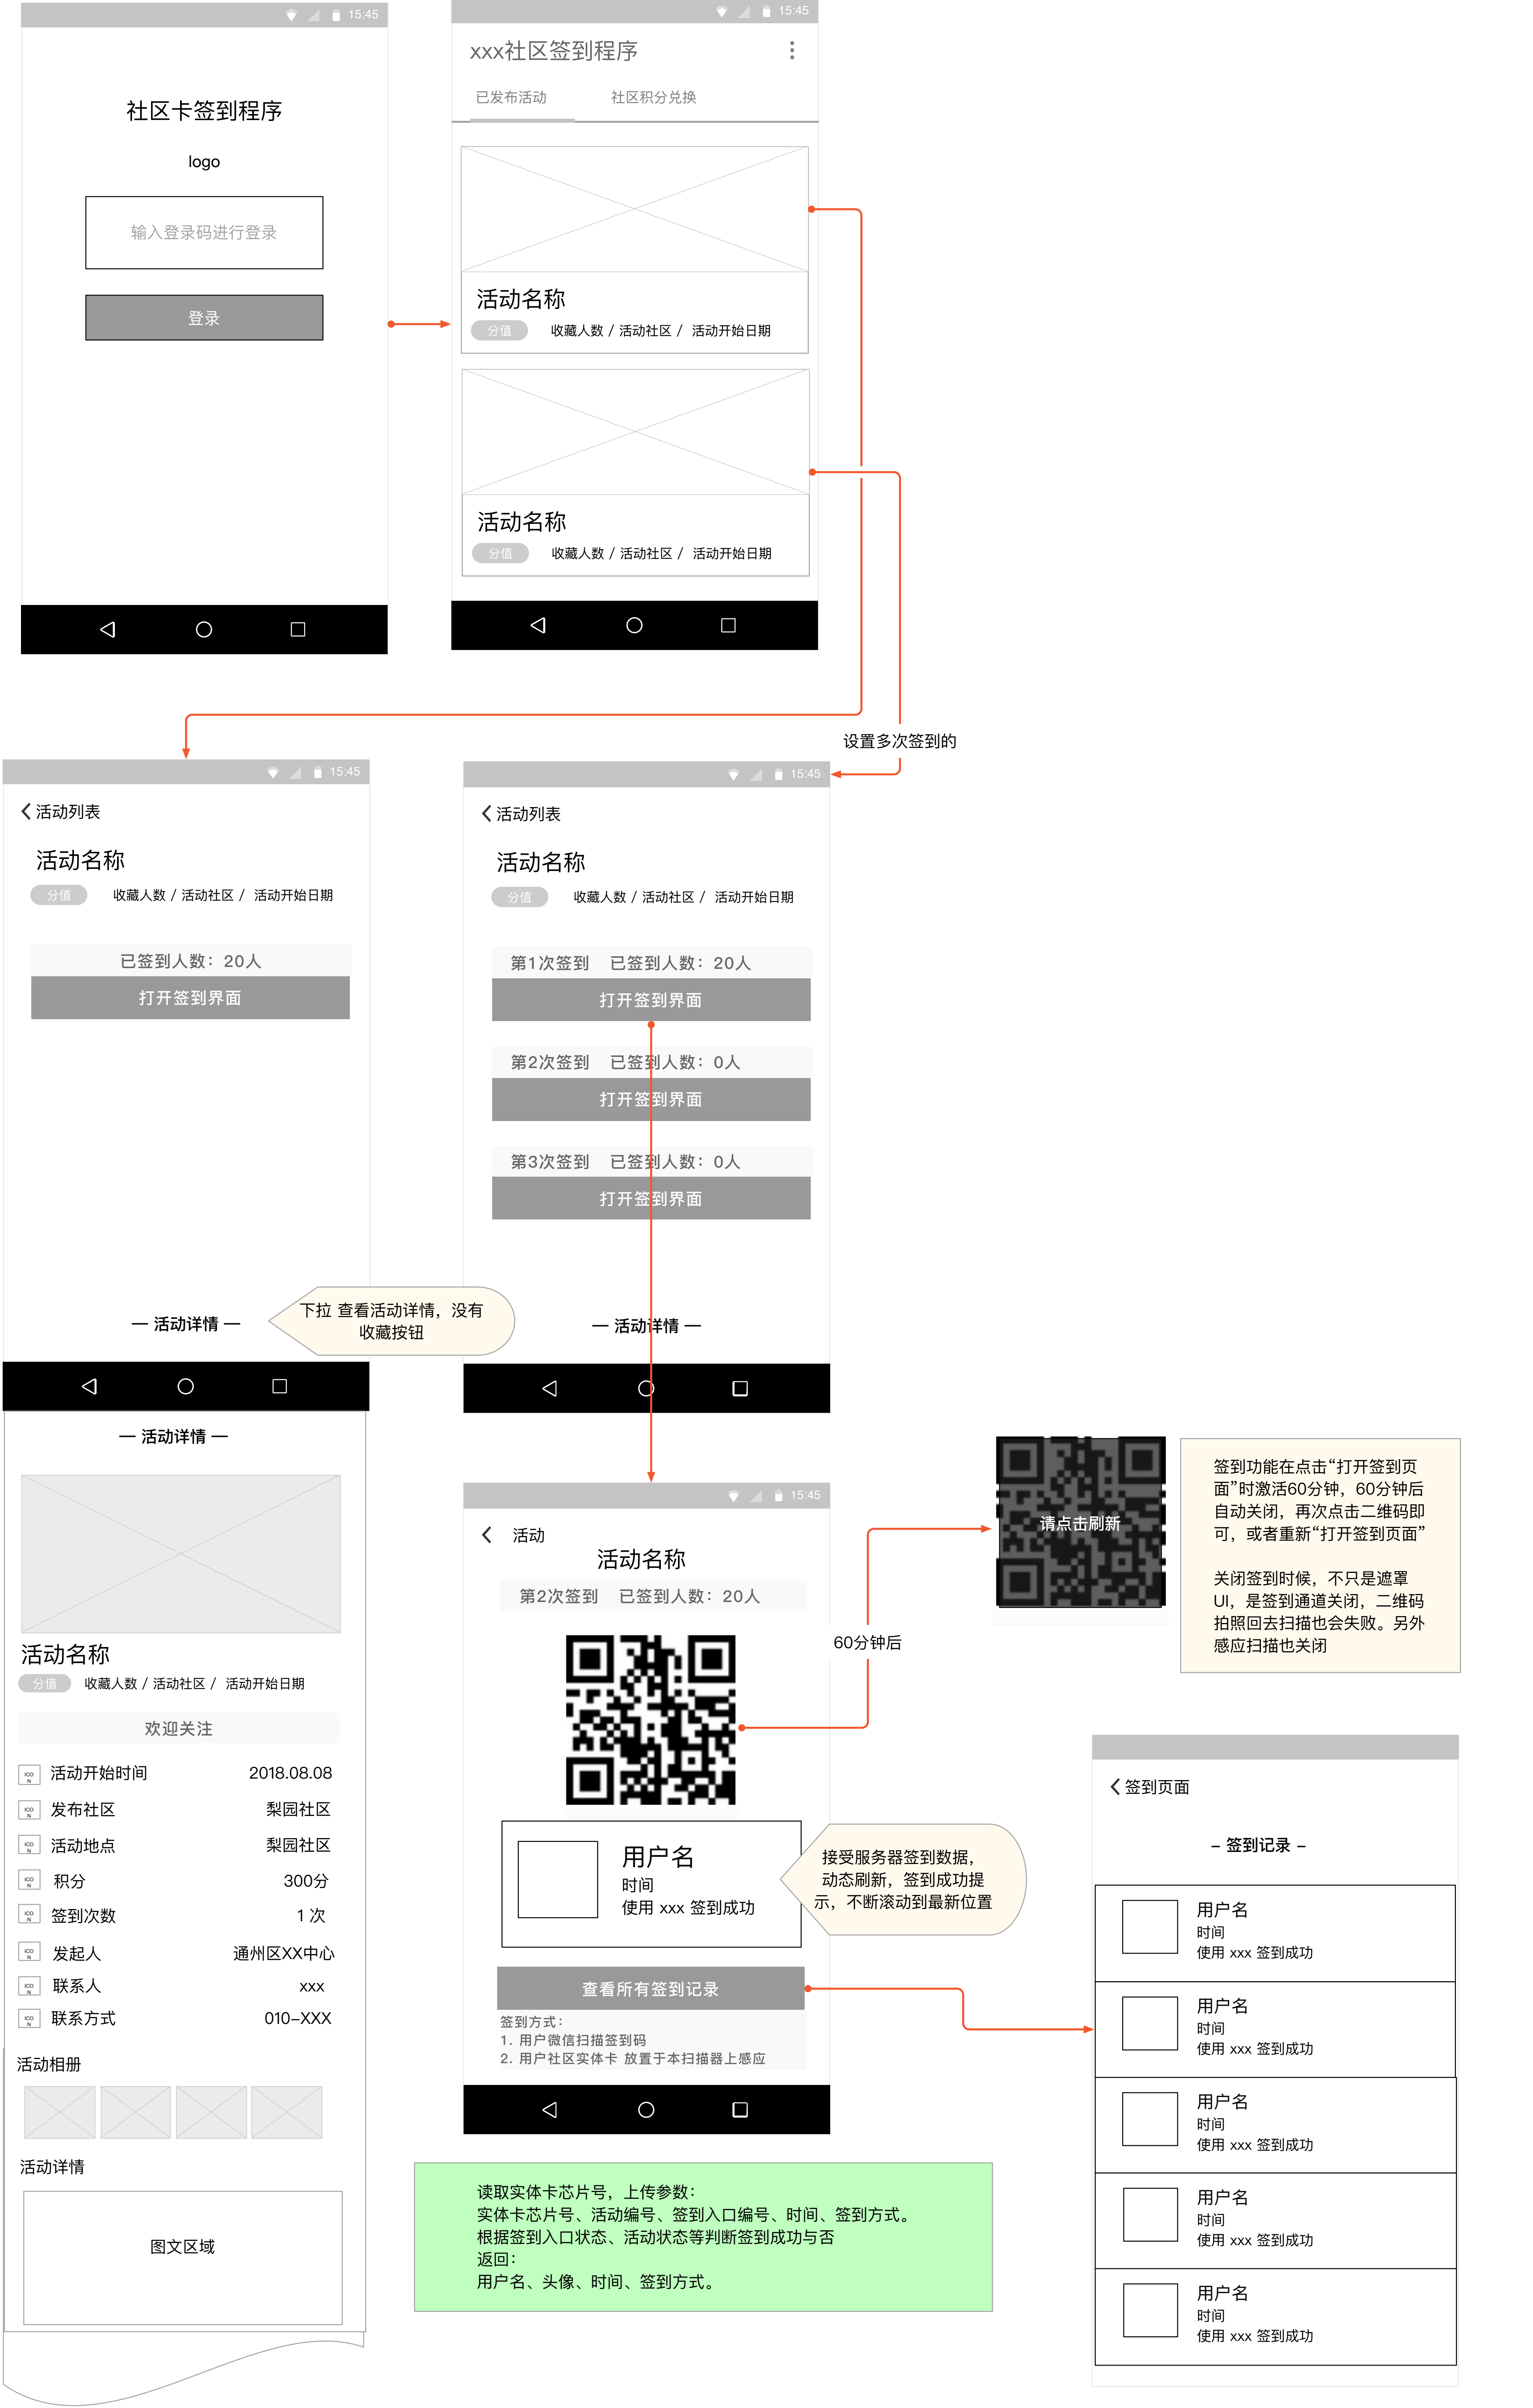 15:45
社区卡签到程序
logo
输入登录码进行登录
登录
15:45
xxx社区签到程序
已发布活动 社区积分兑换
活动名称
分值 收藏人数 / 活动社区 / 活动开始日期
活动名称
分值 收藏人数 / 活动社区 / 活动开始日期
设置多次签到的
15:45
活动列表
活动名称
分值 收藏人数 / 活动社区 / 活动开始日期
已签到人数：20人
打开签到界面
— 活动详情 —
下拉 查看活动详情，没有
收藏按钮
15:45
活动列表
活动名称
分值 收藏人数 / 活动社区 / 活动开始日期
第1次签到 已签到人数：20人
打开签到界面
第2次签到 已签到人数：0人
打开签到界面
第3次签到 已签到人数：0人
打开签到界面
— 活动详情 —
— 活动详情 —
活动名称
分值 收藏人数 / 活动社区 / 活动开始日期
欢迎关注
ICON 活动开始时间 2018.08.08
ICON 发布社区 梨园社区
ICON 活动地点 梨园社区
ICON 积分 300分
ICON 签到次数 1 次
ICON 发起人 通州区XX中心
ICON 联系人 xxx
ICON 联系方式 010-XXX
活动相册
活动详情
图文区域
15:45
活动
活动名称
第2次签到 已签到人数：20人
用户名
时间
使用 xxx 签到成功
查看所有签到记录
签到方式：
1. 用户微信扫描签到码
2. 用户社区实体卡 放置于本扫描器上感应
60分钟后
请点击刷新
签到功能在点击“打开签到页
面”时激活60分钟，60分钟后
自动关闭，再次点击二维码即
可，或者重新“打开签到页面”
关闭签到时候，不只是遮罩
UI，是签到通道关闭，二维码
拍照回去扫描也会失败。另外
感应扫描也关闭
接受服务器签到数据，
动态刷新，签到成功提
示，不断滚动到最新位置
签到页面
- 签到记录 -
用户名
时间
使用 xxx 签到成功
用户名
时间
使用 xxx 签到成功
用户名
时间
使用 xxx 签到成功
用户名
时间
使用 xxx 签到成功
用户名
时间
使用 xxx 签到成功
读取实体卡芯片号，上传参数：
实体卡芯片号、活动编号、签到入口编号、时间、签到方式。
根据签到入口状态、活动状态等判断签到成功与否
返回：
用户名、头像、时间、签到方式。